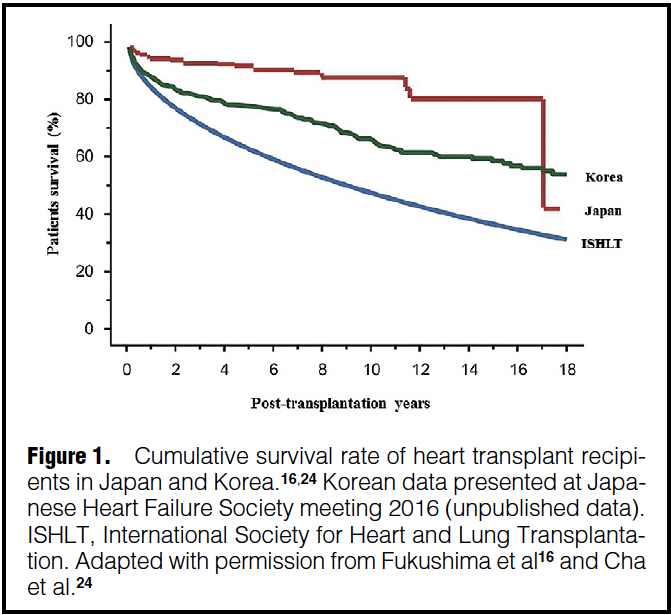 100
80
60
40
20
0
Patients survival (%)
Korea
Japan
ISHLT
0 2 4 6 8 10 12 14 16 18
Post-transplantation years
Figure 1. Cumulative survival rate of heart transplant recipi-
ents in Japan and Korea.16,24 Korean data presented at Japa-
nese Heart Failure Society meeting 2016 (unpublished data).
ISHLT, International Society for Heart and Lung Transplanta-
tion. Adapted with permission from Fukushima et al16 and Cha
et al.24